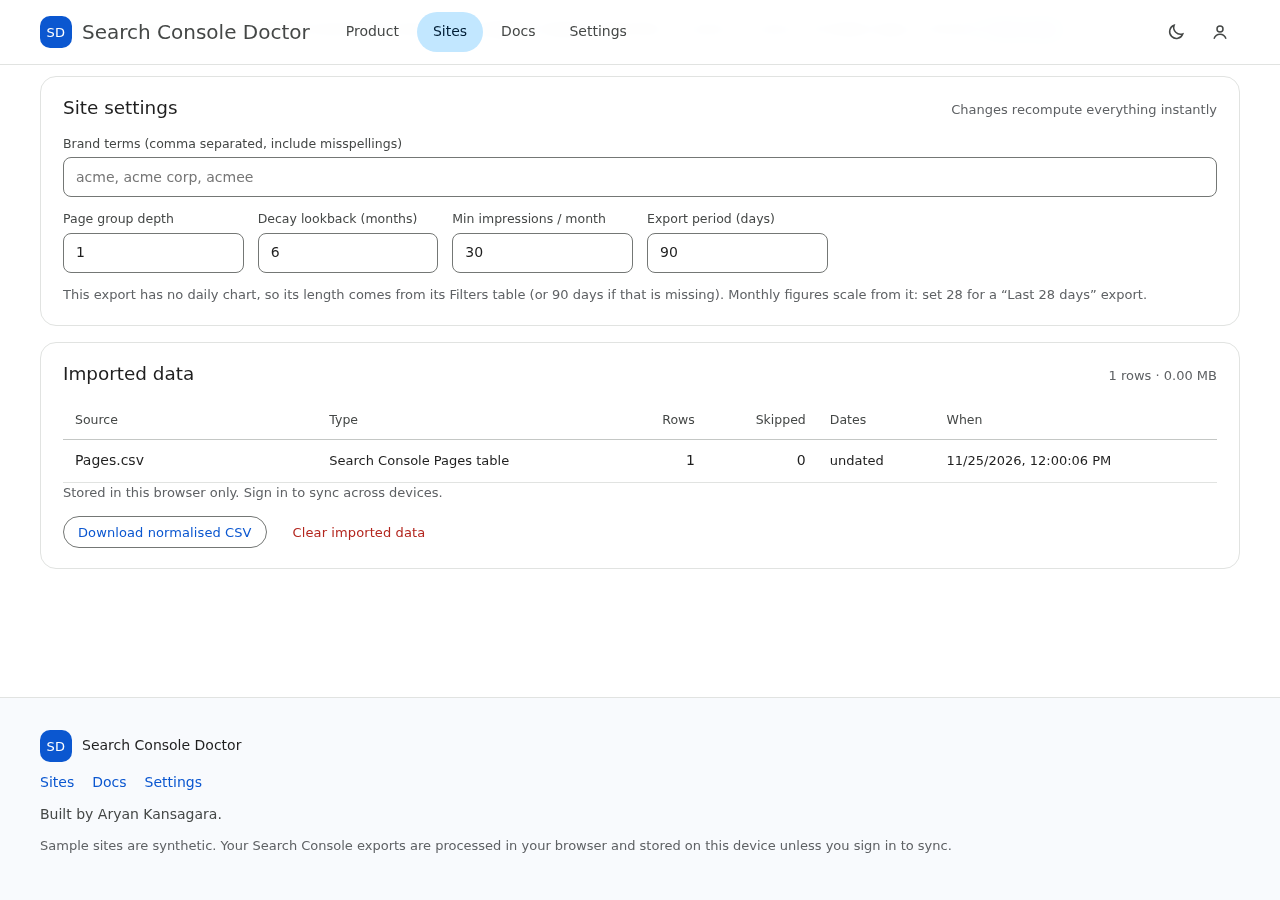 SD Search Console Doctor Product Sites Docs Settings
Site settings
Changes recompute everything instantly
Brand terms (comma separated, include misspellings)
acme, acme corp, acmee
Page group depth Decay lookback (months) Min impressions / month Export period (days)
1 6 30 90
This export has no daily chart, so its length comes from its Filters table (or 90 days if that is missing). Monthly figures scale from it: set 28 for a “Last 28 days” export.
Imported data
1 rows · 0.00 MB
Source Type Rows Skipped Dates When
Pages.csv Search Console Pages table 1 0 undated 11/25/2026, 12:00:06 PM
Stored in this browser only. Sign in to sync across devices.
Download normalised CSV Clear imported data
SD Search Console Doctor
Sites Docs Settings
Built by Aryan Kansagara.
Sample sites are synthetic. Your Search Console exports are processed in your browser and stored on this device unless you sign in to sync.